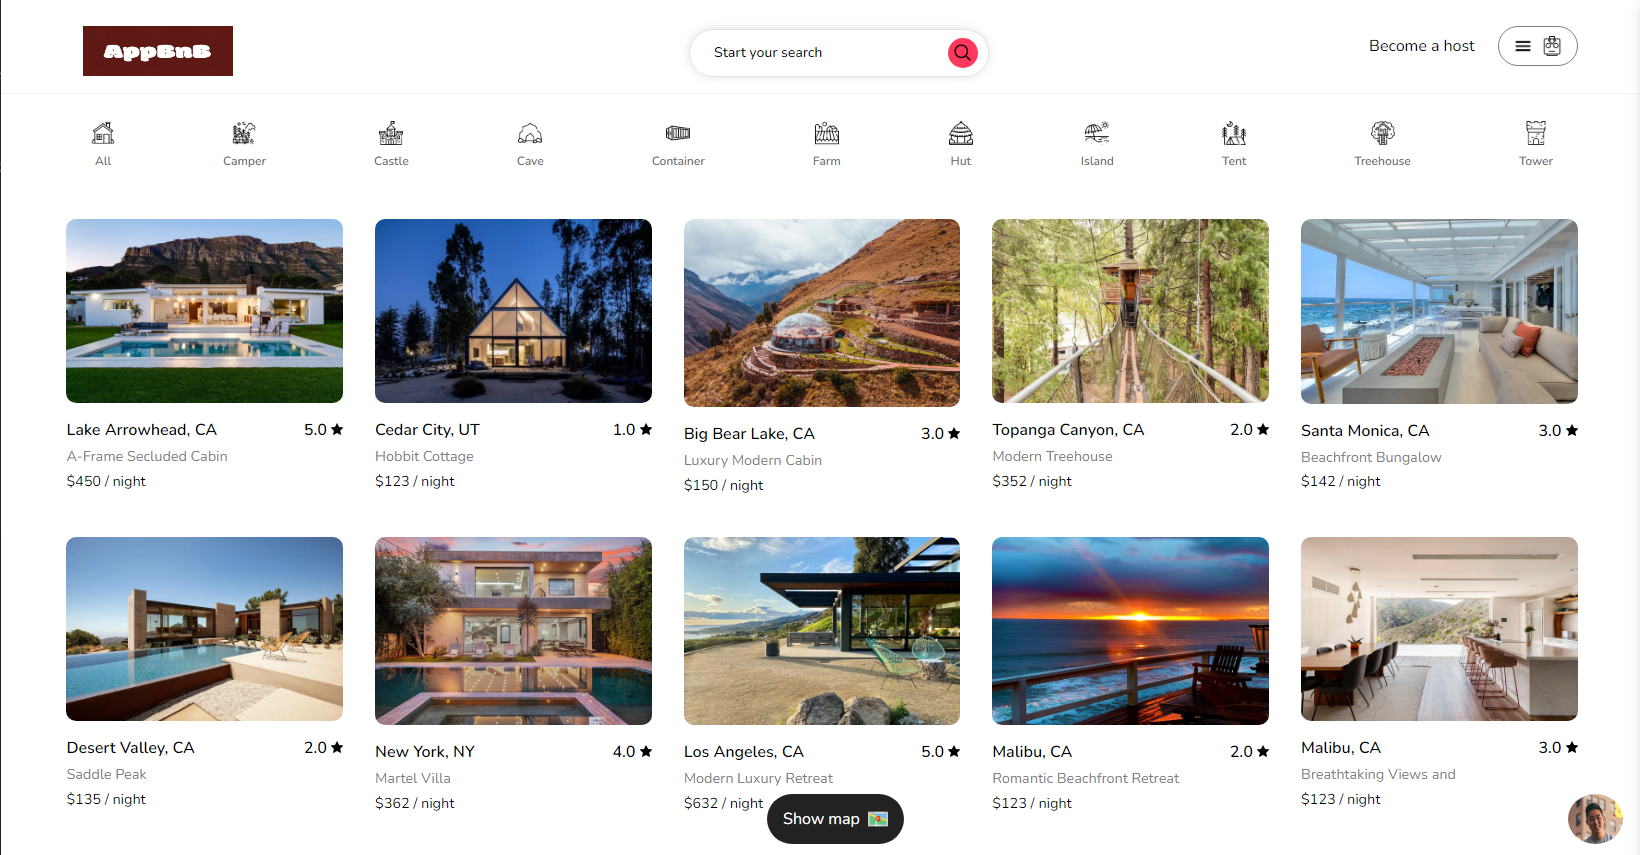 AppBnB
Start your search
Become a host
All
Camper
Castle
Cave
Container
Farm
Hut
Island
Tent
Treehouse
Tower
Lake Arrowhead, CA 5.0
A-Frame Secluded Cabin
$450 / night
Cedar City, UT 1.0
Hobbit Cottage
$123 / night
Big Bear Lake, CA 3.0
Luxury Modern Cabin
$150 / night
Topanga Canyon, CA 2.0
Modern Treehouse
$352 / night
Santa Monica, CA 3.0
Beachfront Bungalow
$142 / night
Desert Valley, CA 2.0
Saddle Peak
$135 / night
New York, NY 4.0
Martel Villa
$362 / night
Los Angeles, CA 5.0
Modern Luxury Retreat
$632 / night
Malibu, CA 2.0
Romantic Beachfront Retreat
$123 / night
Malibu, CA 3.0
Breathtaking Views and
$123 / night
Show map